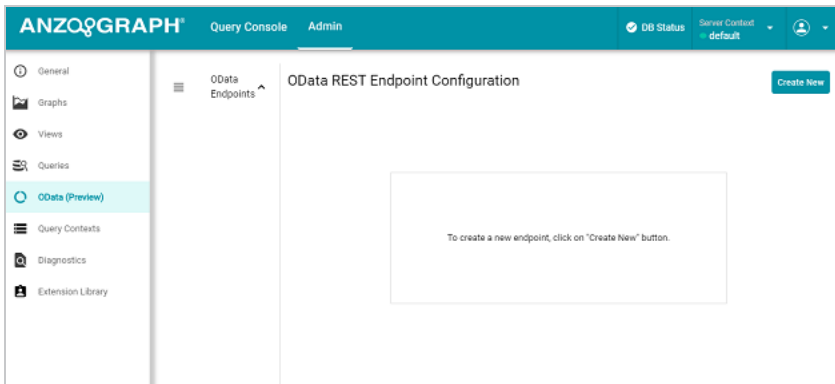 ANZOGRAPH®
Query Console
Admin
DB Status
Server Context
default
General
Graphs
Views
Queries
OData (Preview)
Query Contexts
Diagnostics
Extension Library
OData
Endpoints
OData REST Endpoint Configuration
Create New
To create a new endpoint, click on "Create New" button.